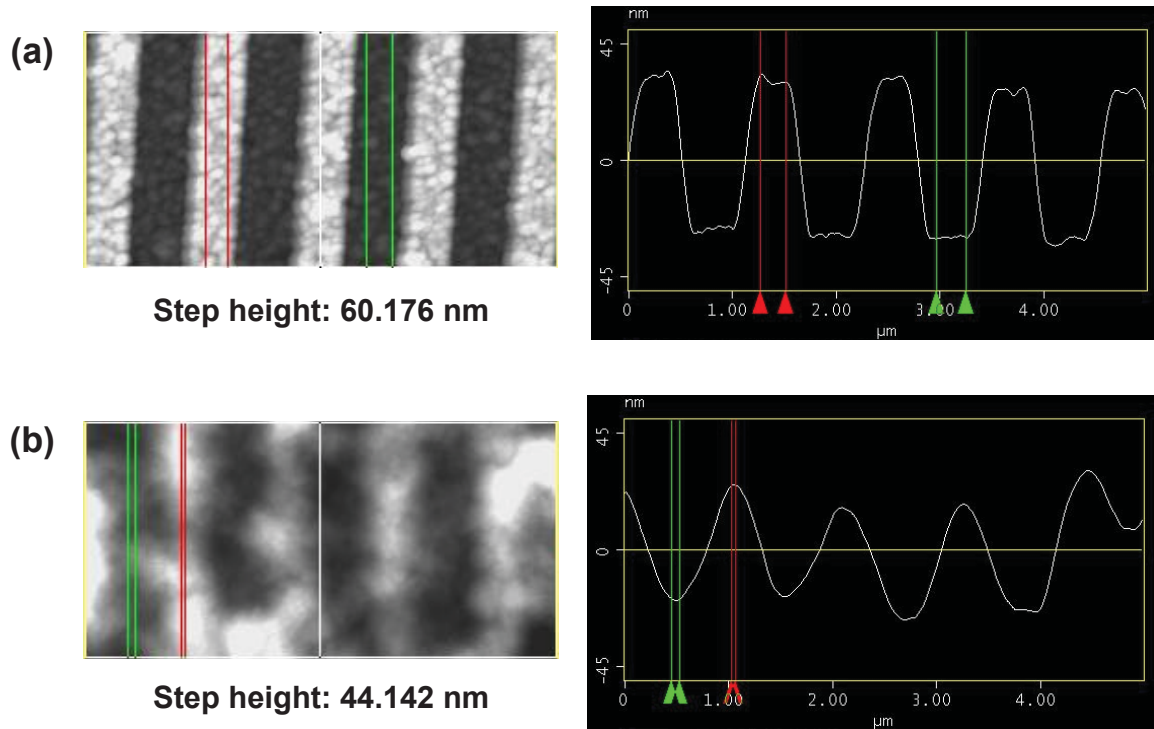 (a)
nm
45
0
-45
0 1.00 2.00 3.00 4.00
µm
Step height: 60.176 nm
(b)
nm
45
0
-45
0 1.00 2.00 3.00 4.00
µm
Step height: 44.142 nm